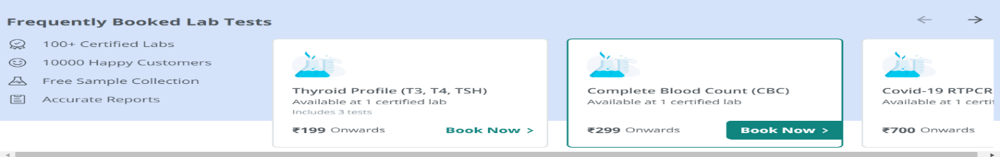 Frequently Booked Lab Tests
100+ Certified Labs
10000 Happy Customers
Free Sample Collection
Accurate Reports
Thyroid Profile (T3, T4, TSH)
Available at 1 certified lab
Includes 3 tests
₹199 Onwards
Book Now >
Complete Blood Count (CBC)
Available at 1 certified lab
₹299 Onwards
Book Now >
Covid-19 RTPCR
Available at 1
₹700 Onwards